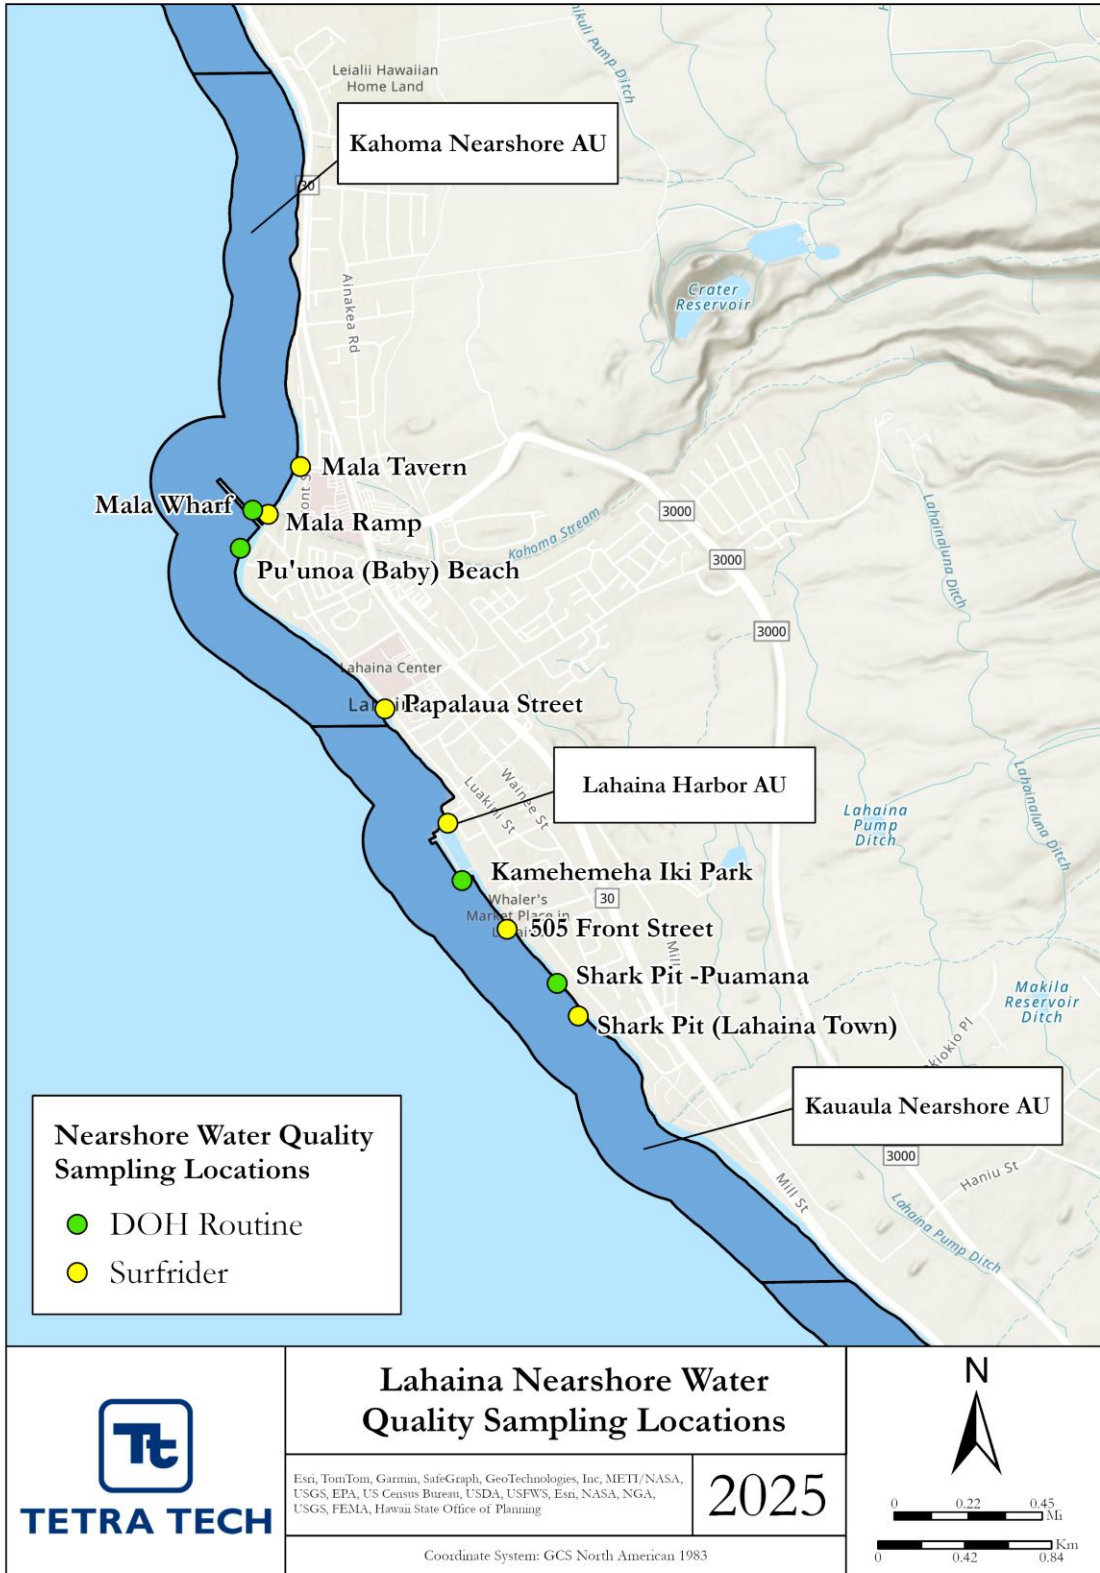 Leialii Hawaiian
Home Land
Kahoma Nearshore AU
30
Ainakea Rd
Crater
Reservoir
Mala Tavern
Mala Wharf
Mala Ramp
Pu'unoa (Baby) Beach
Kahoma Stream
3000
3000
3000
Lahainaluna Ditch
Lahaina Center
Papalaua Street
Lahaina Harbor AU
Wainee St
Luakini St
Lahaina
Pump
Ditch
Lahainaluna Ditch
Kamehemeha Iki Park
Whaler's
Market Place in
30
505 Front Street
Mill
Shark Pit -Puamana
Shark Pit (Lahaina Town)
Makila
Reservoir
Ditch
Kauaula Nearshore AU
3000
Haniu St
Mill St
Lahaina Pump Ditch
Nearshore Water Quality
Sampling Locations
DOH Routine
Surfrider
Tt
TETRA TECH
Lahaina Nearshore Water
Quality Sampling Locations
Esri, TomTom, Garmin, SafeGraph, GeoTechnologies, Inc, METI/NASA,
USGS, EPA, US Census Bureau, USDA, USFWS, Esri, NASA, NGA,
USGS, FEMA, Hawaii State Office of Planning
2025
Coordinate System: GCS North American 1983
N
0 0.22 0.45
Mi
Km
0 0.42 0.84